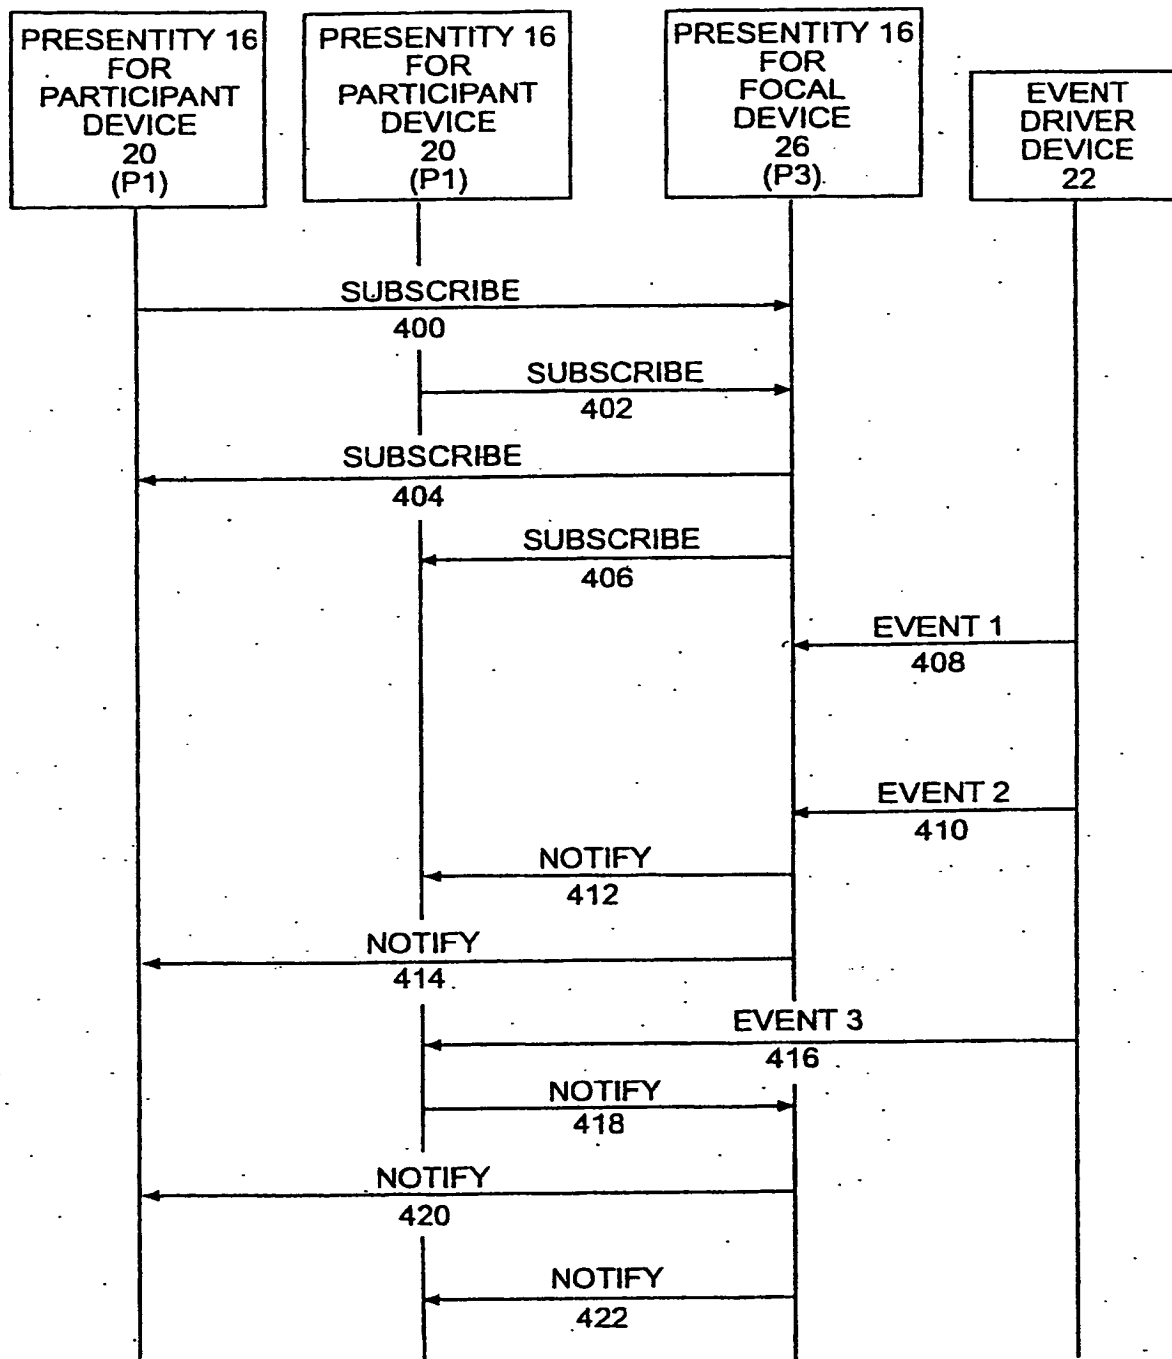 PRESENTITY 16
FOR
PARTICIPANT
DEVICE
20
(P1)
PRESENTITY 16
FOR
PARTICIPANT
DEVICE
20
(P1)
PRESENTITY 16
FOR
FOCAL
DEVICE
26
(P3)
EVENT
DRIVER
DEVICE
22
SUBSCRIBE
400
SUBSCRIBE
402
SUBSCRIBE
404
SUBSCRIBE
406
EVENT 1
408
EVENT 2
410
NOTIFY
412
NOTIFY
414
EVENT 3
416
NOTIFY
418
NOTIFY
420
NOTIFY
422